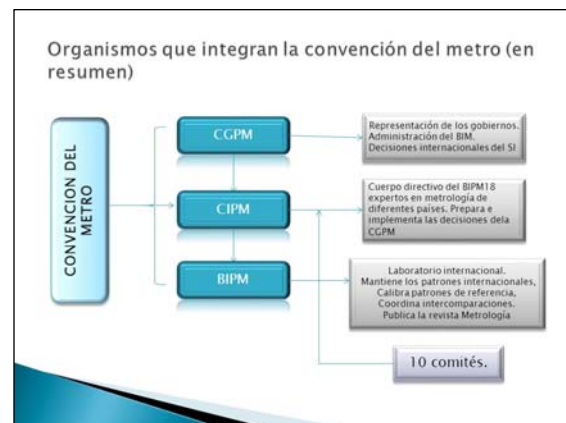 Organismos que integran la convención del metro (en
resumen)
CONVENCION DEL
METRO
CGPM
Representación de los gobiernos.
Administración del BIM.
Decisiones internacionales del SI
CIPM
Cuerpo directivo del BIPM18
expertos en metrología de
diferentes países. Prepara e
implementa las decisiones dela
CGPM
BIPM
Laboratorio internacional.
Mantiene los patrones internacionales,
Calibra patrones de referencia,
Coordina intercomparaciones.
Publica la revista Metrología
10 comités.